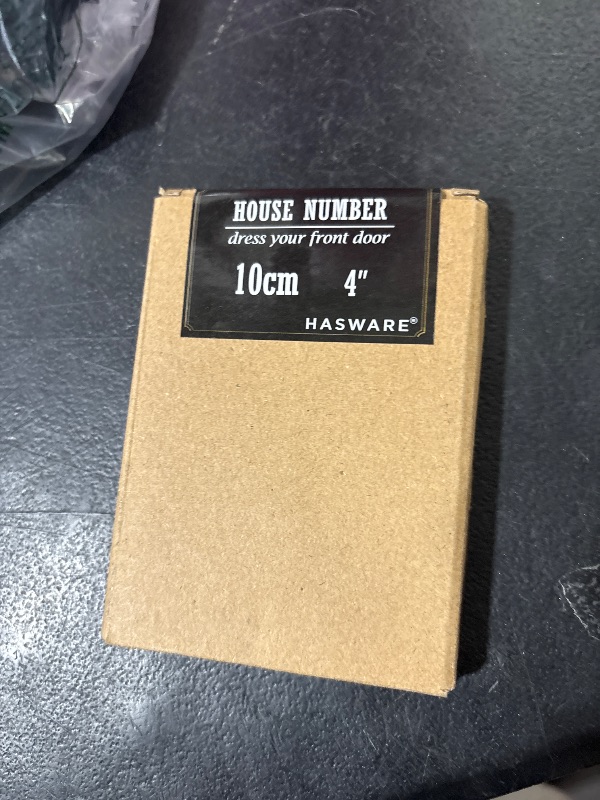 HOUSE NUMBER
dress your front door
10cm 4"
HASWARE®